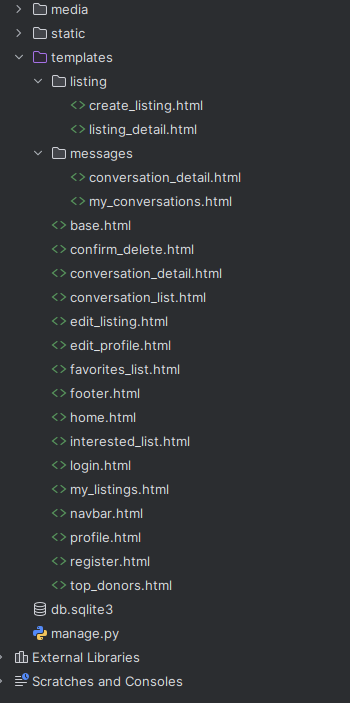 media
static
templates
listing
<> create_listing.html
<> listing_detail.html
messages
<> conversation_detail.html
<> my_conversations.html
<> base.html
<> confirm_delete.html
<> conversation_detail.html
<> conversation_list.html
<> edit_listing.html
<> edit_profile.html
<> favorites_list.html
<> footer.html
<> home.html
<> interested_list.html
<> login.html
<> my_listings.html
<> navbar.html
<> profile.html
<> register.html
<> top_donors.html
db.sqlite3
manage.py
External Libraries
Scratches and Consoles